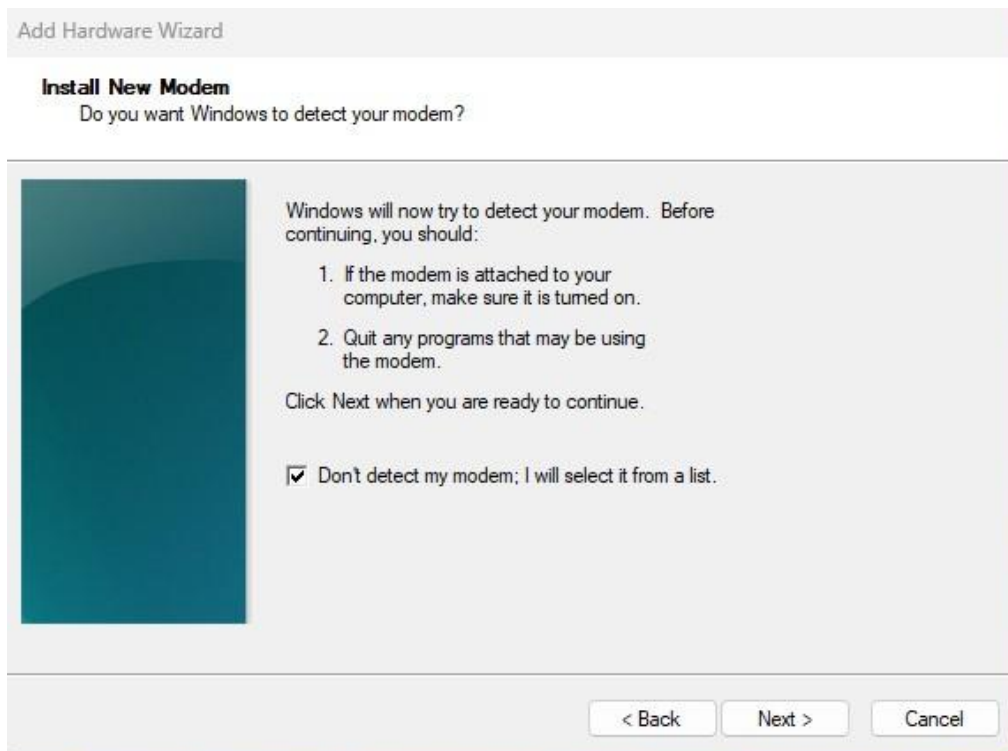 Add Hardware Wizard
Install New Modem
Do you want Windows to detect your modem?
Windows will now try to detect your modem. Before
continuing, you should:
1. If the modem is attached to your
computer, make sure it is turned on.
2. Quit any programs that may be using
the modem.
Click Next when you are ready to continue.
Don't detect my modem; I will select it from a list.
< Back Next > Cancel